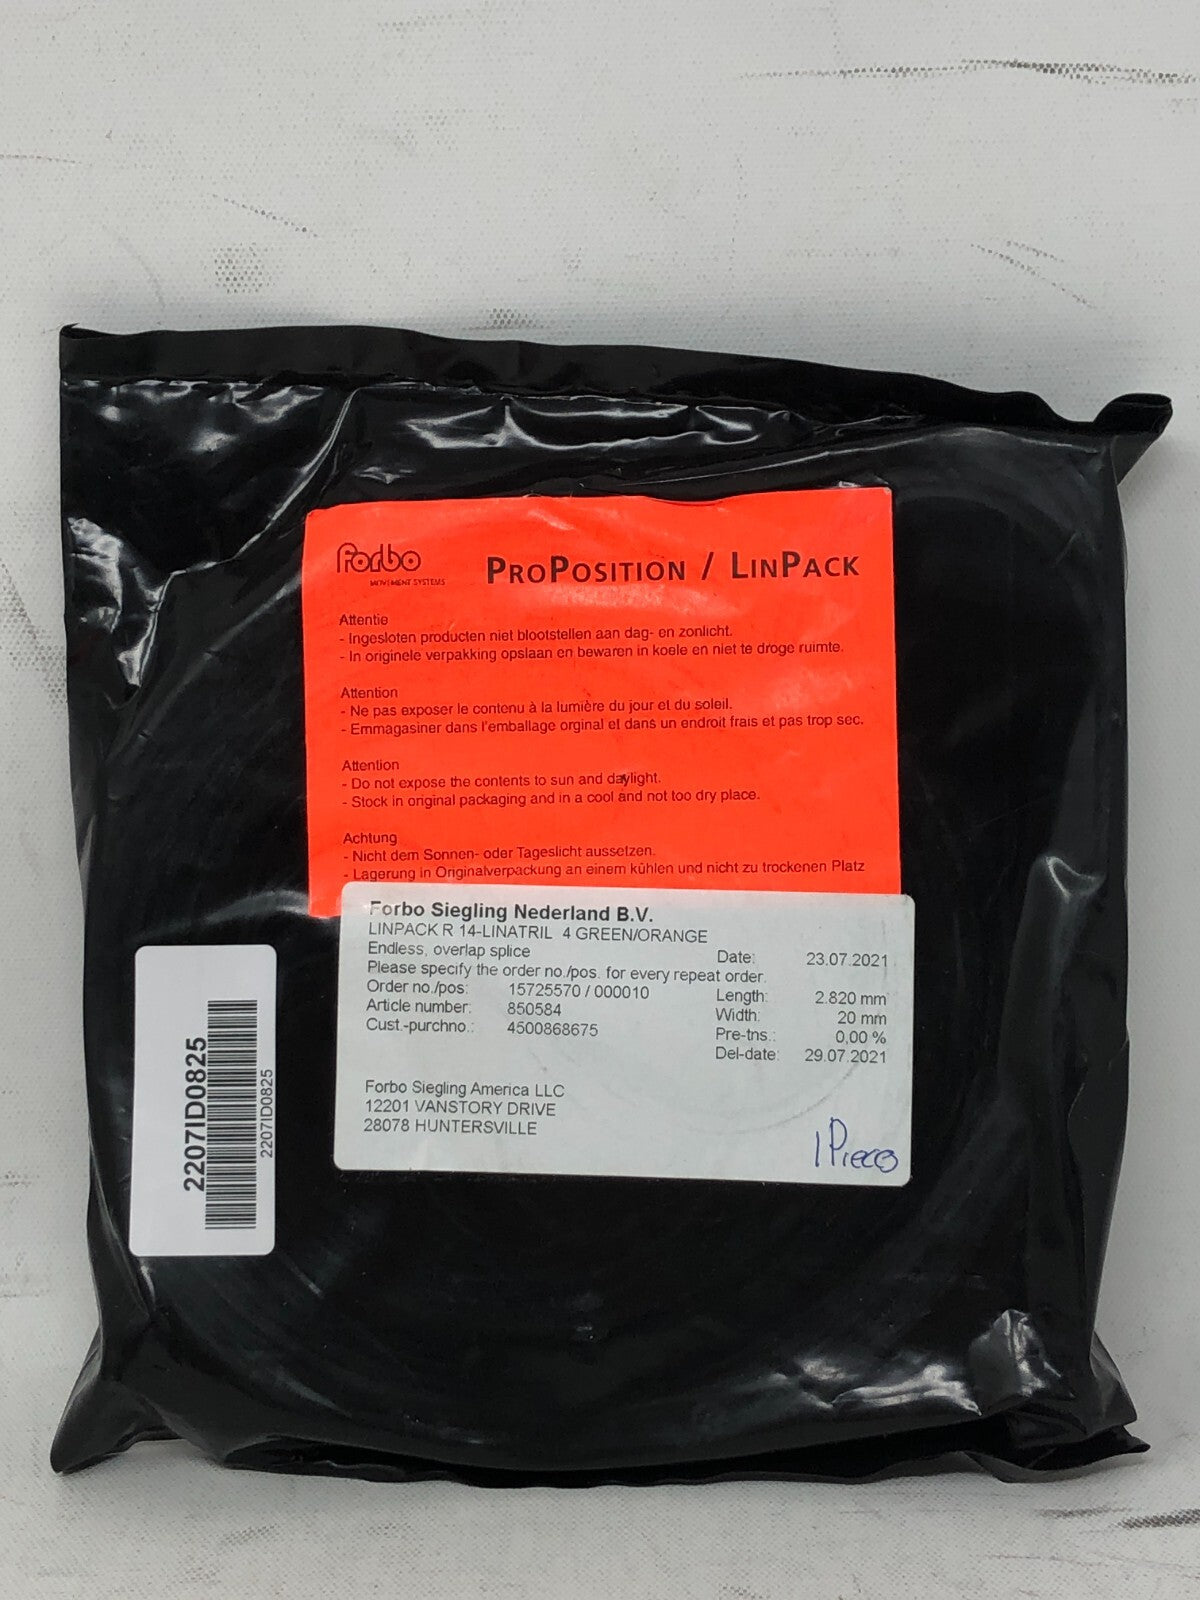 Forbo
MOVEMENT SYSTEMS
PROPOSITION / LINPACK
Attentie
- Ingesloten producten niet blootstellen aan dag- en zonlicht.
- In originele verpakking opslaan en bewaren in koele en niet te droge ruimte.
Attention
- Ne pas exposer le contenu à la lumière du jour et du soleil.
- Emmagasiner dans l'emballage orginal et dans un endroit frais et pas trop sec.
Attention
- Do not expose the contents to sun and daylight.
- Stock in original packaging and in a cool and not too dry place.
Achtung
- Nicht dem Sonnen- oder Tageslicht aussetzen.
- Lagerung in Originalverpackung an einem kühlen und nicht zu trockenen Platz
Forbo Siegling Nederland B.V.
LINPACK R 14-LINATRIL 4 GREEN/ORANGE
Endless, overlap splice
Date: 23.07.2021
Please specify the order no./pos. for every repeat order.
Order no./pos: 15725570 / 000010
Length: 2.820 mm
Article number: 850584
Width: 20 mm
Cust.-purchno.: 4500868675
Pre-tns.: 0,00 %
Del-date: 29.07.2021
Forbo Siegling America LLC
12201 VANSTORY DRIVE
28078 HUNTERSVILLE
1 Piece
2207ID0825
2207ID0825